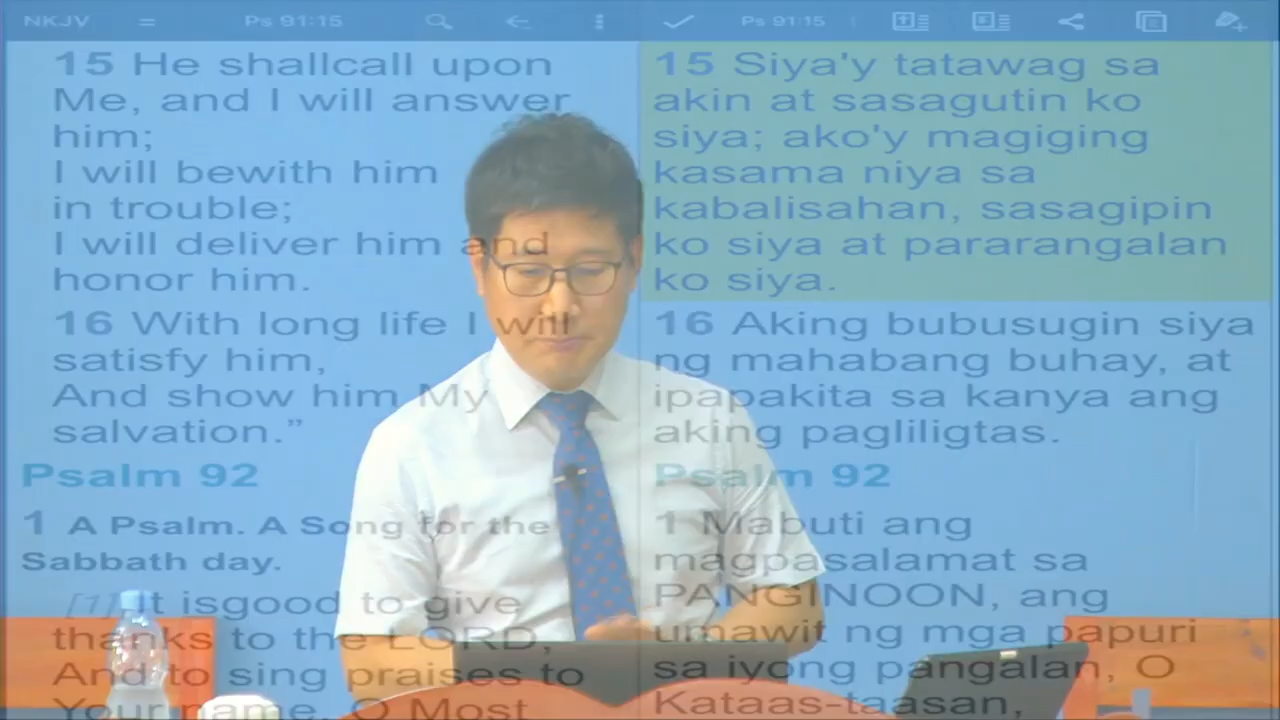 NKJV = Ps 91:15
15 He shallcall upon
Me, and I will answer
him;
I will bewith him
in trouble;
I will deliver him and
honor him.
16 With long life I will
satisfy him,
And show him My
salvation.”
Psalm 92
1 A Psalm. A Song for the
Sabbath day.
[1] It isgood to give
thanks to the LORD,
And to sing praises to
Your name, O Most
Ps 91:15
15 Siya'y tatawag sa
akin at sasagutin ko
siya; ako'y magiging
kasama niya sa
kabalisahan, sasagipin
ko siya at pararangalan
ko siya.
16 Aking bubusugin siya
ng mahabang buhay, at
ipapakita sa kanya ang
aking pagliligtas.
Psalm 92
1 Mabuti ang
magpasalamat sa
PANGINOON, ang
umawit ng mga papuri
sa iyong pangalan, O
Kataas-taasan,